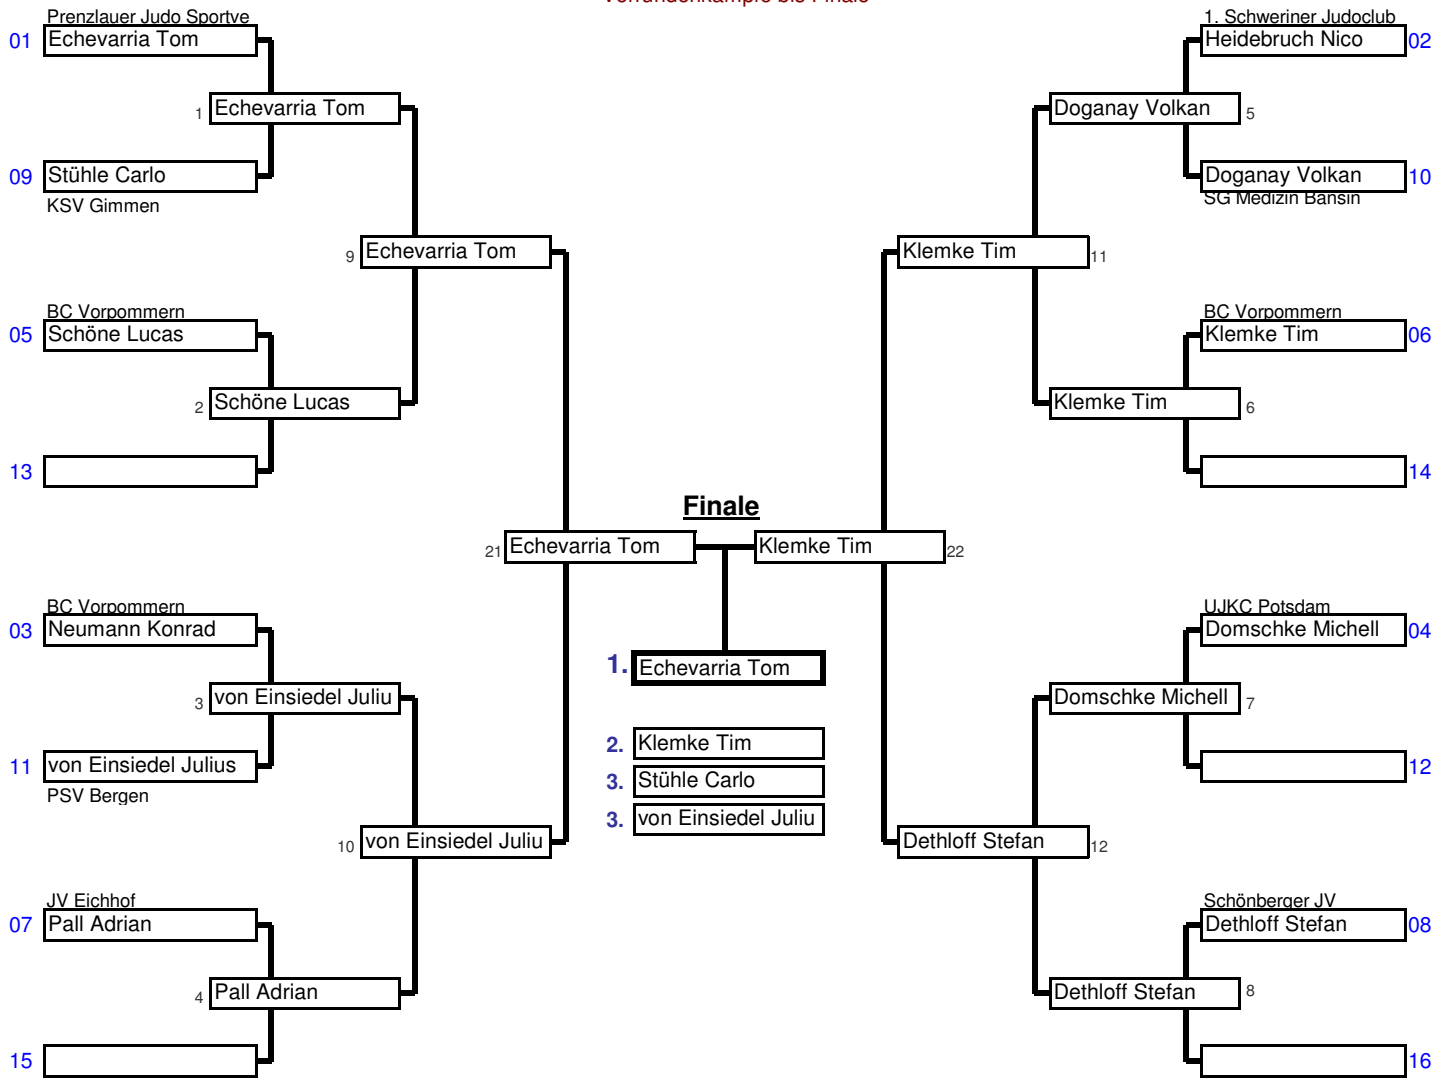 Vorrundenkämpfe bis Finale
Prenzlauer Judo Sportve
01 Echevarria Tom
1 Echevarria Tom
09 Stühle Carlo
KSV Gimmen
9 Echevarria Tom
BC Vorpommern
05 Schöne Lucas
2 Schöne Lucas
13
21 Echevarria Tom
BC Vorpommern
03 Neumann Konrad
3 von Einsiedel Juliu
11 von Einsiedel Julius
PSV Bergen
10 von Einsiedel Juliu
JV Eichhof
07 Pall Adrian
4 Pall Adrian
15
Finale
1. Echevarria Tom
2. Klemke Tim
3. Stühle Carlo
3. von Einsiedel Juliu
1. Schweriner Judoclub
Heidebruch Nico 02
Doganay Volkan 5
Doganay Volkan 10
SG Medizin Bansin
Klemke Tim 11
BC Vorpommern
Klemke Tim 06
Klemke Tim 6
14
Klemke Tim 22
UJKC Potsdam
Domschke Michell 04
Domschke Michell 7
12
Dethloff Stefan 12
Schönberger JV
Dethloff Stefan 08
Dethloff Stefan 8
16